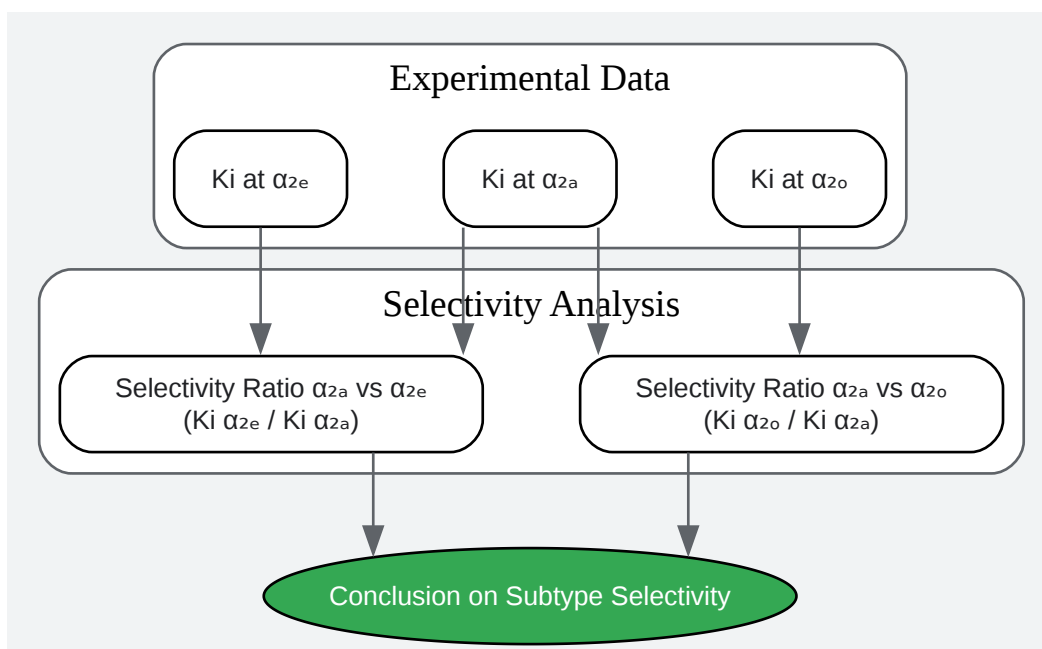 Experimental Data
Ki at α₂ₑ
Ki at α₂ₐ
Ki at α₂ₒ
Selectivity Analysis
Selectivity Ratio α₂ₐ vs α₂ₑ
(Ki α₂ₑ / Ki α₂ₐ)
Selectivity Ratio α₂ₐ vs α₂ₒ
(Ki α₂ₒ / Ki α₂ₐ)
Conclusion on Subtype Selectivity